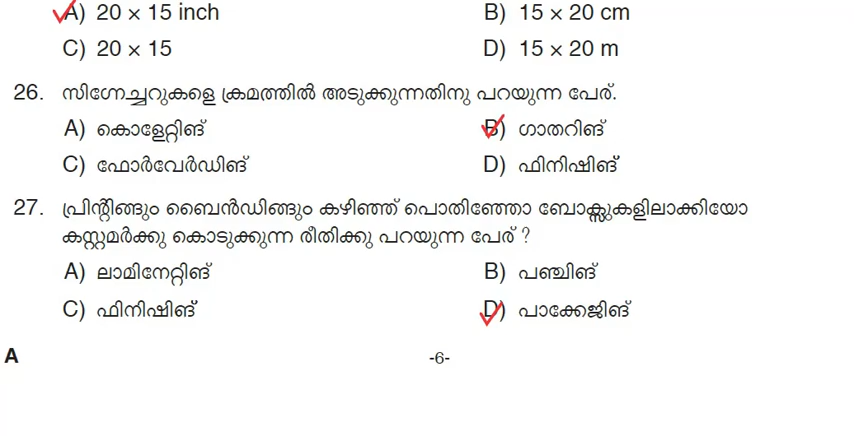 A) 20 × 15 inch B) 15 × 20 cm
C) 20 × 15 D) 15 × 20 m
26. സിഗ്നേച്ചറുകളെ ക്രമത്തിൽ അടുക്കുന്നതിനു പറയുന്ന പേര്.
A) കൊളേറ്റിങ് B) ഗാതറിങ്
C) ഫോർവേർഡിങ് D) ഫിനിഷിങ്
27. പ്രിന്റിങ്ങും ബൈൻഡിങ്ങും കഴിഞ്ഞ് പൊതിഞ്ഞോ ബോക്സുകളിലാക്കിയോ
കസ്റ്റമർക്കു കൊടുക്കുന്ന രീതിക്കു പറയുന്ന പേര് ?
A) ലാമിനേറ്റിങ് B) പഞ്ചിങ്
C) ഫിനിഷിങ് D) പാക്കേജിങ്
A -6-